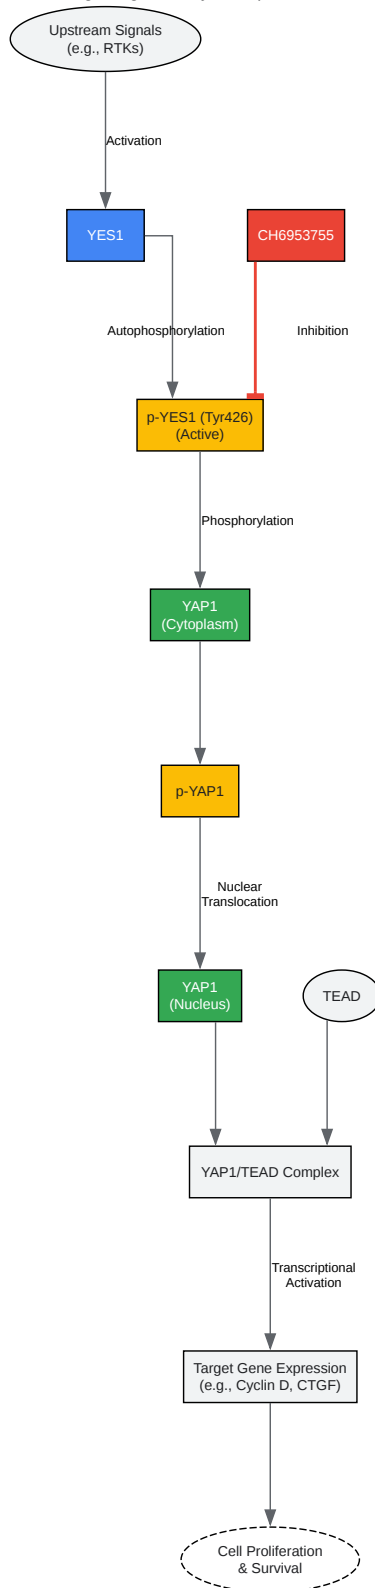 Upstream Signals
(e.g., RTKs)
Activation
YES1
CH6953755
Autophosphorylation
Inhibition
p-YES1 (Tyr426)
(Active)
Phosphorylation
YAP1
(Cytoplasm)
p-YAP1
Nuclear
Translocation
YAP1
(Nucleus)
TEAD
YAP1/TEAD Complex
Transcriptional
Activation
Target Gene Expression
(e.g., Cyclin D, CTGF)
Cell Proliferation
& Survival